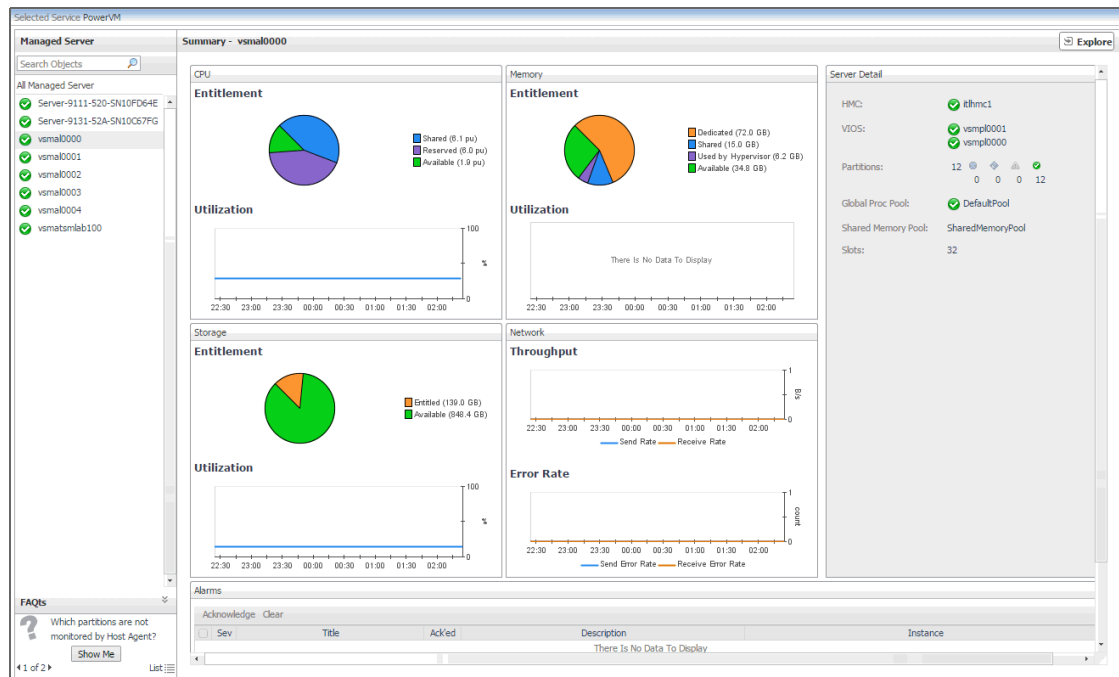 Selected Service PowerVM
Managed Server
Search Objects
All Managed Server
Server-9111-520-SN10FD64E
Server-9131-52A-SN10C67FG
vsmal0000
vsmal0001
vsmal0002
vsmal0003
vsmal0004
vsmatsmlab100
FAQts
Which partitions are not
monitored by Host Agent?
Show Me
1 of 2
List
Summary - vsmal0000
Explore
CPU
Entitlement
Shared (6.1 pu)
Reserved (6.0 pu)
Available (1.9 pu)
Utilization
100
%
0
22:30 23:00 23:30 00:00 00:30 01:00 01:30 02:00
Memory
Entitlement
Dedicated (72.0 GB)
Shared (15.0 GB)
Used by Hypervisor (6.2 GB)
Available (34.8 GB)
Utilization
There Is No Data To Display
22:30 23:00 23:30 00:00 00:30 01:00 01:30 02:00
Storage
Entitlement
Entitled (139.0 GB)
Available (848.4 GB)
Utilization
100
%
0
22:30 23:00 23:30 00:00 00:30 01:00 01:30 02:00
Network
Throughput
1
B/s
0
22:30 23:00 23:30 00:00 00:30 01:00 01:30 02:00
Send Rate Receive Rate
Error Rate
1
count
0
22:30 23:00 23:30 00:00 00:30 01:00 01:30 02:00
Send Error Rate Receive Error Rate
Server Detail
HMC: itlhmc1
VIOS: vsmpl0001
vsmpl0000
Partitions: 12
0 0 0 12
Global Proc Pool: DefaultPool
Shared Memory Pool: SharedMemoryPool
Slots: 32
Alarms
Acknowledge Clear
Sev Title Ack'ed Description Instance
There Is No Data To Display